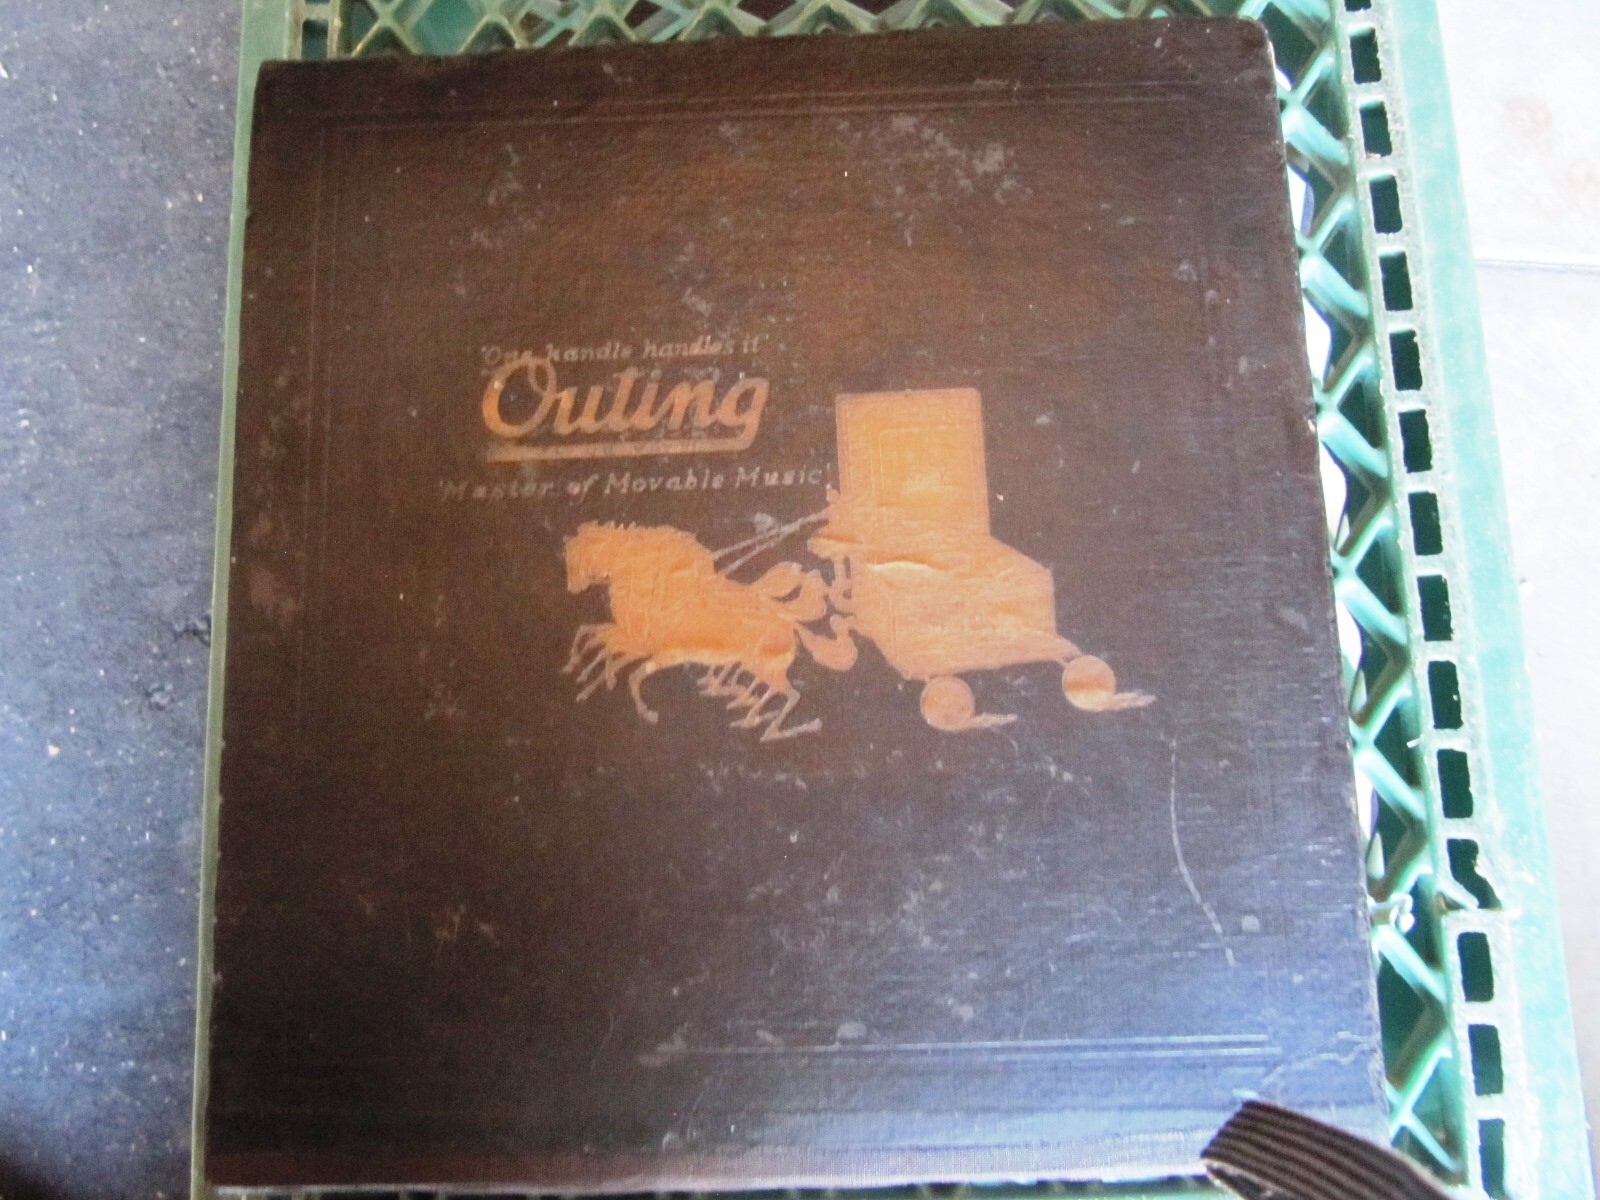 'One handle handles it'
Outing
'Master of Movable Music'